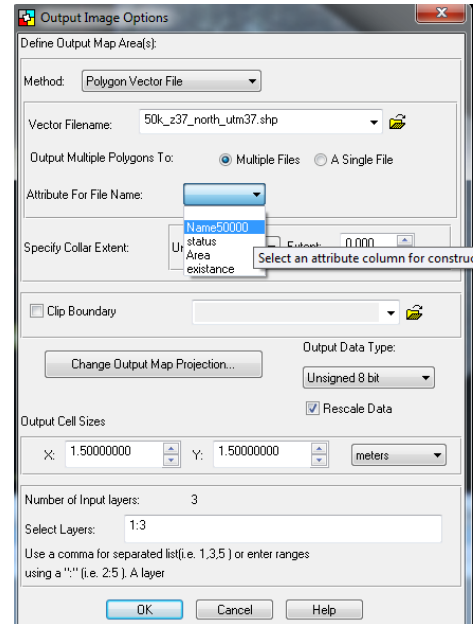 Output Image Options
Define Output Map Area(s):
Method: Polygon Vector File
Vector Filename: 50k_z37_north_utm37.shp
Output Multiple Polygons To: Multiple Files A Single File
Attribute For File Name:
Name50000
status
Area
existance
Specify Collar Extent: Un Extent: 0.000
Select an attribute column for construc
Clip Boundary
Change Output Map Projection...
Output Data Type:
Unsigned 8 bit
Rescale Data
Output Cell Sizes
X: 1.50000000 Y: 1.50000000 meters
Number of Input layers: 3
Select Layers: 1:3
Use a comma for separated list(i.e. 1,3,5 ) or enter ranges
using a ":" (i.e. 2:5 ). A layer
OK Cancel Help